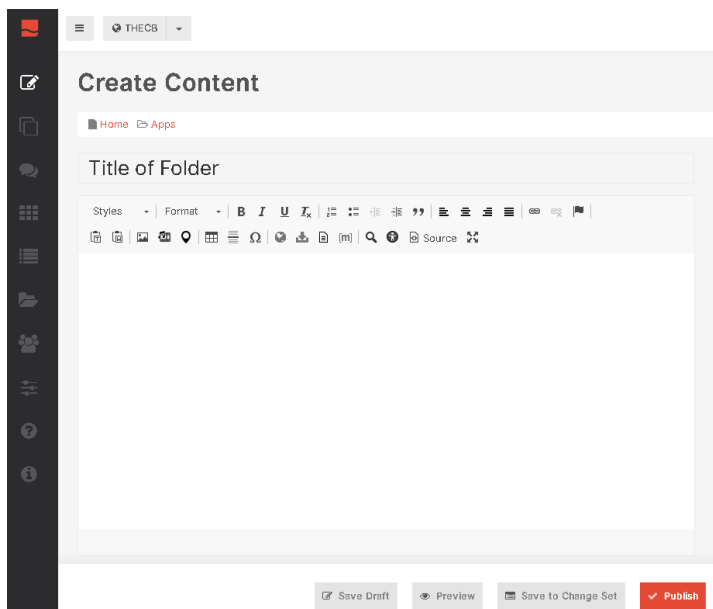 THECB
Create Content
Home Apps
Title of Folder
Styles Format B I U Tx
Ω [m] Source
Save Draft Preview Save to Change Set Publish